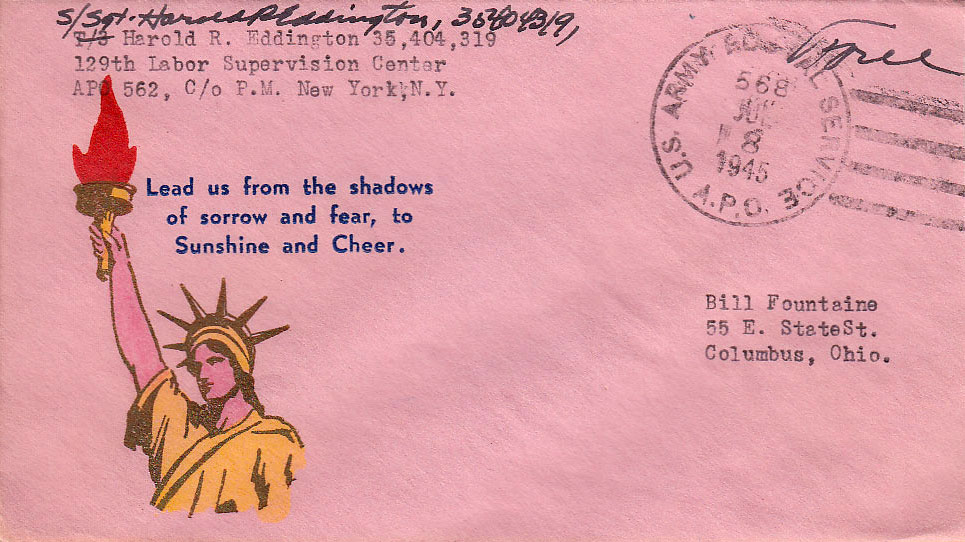 S/Sgt. Harold R Eddington, 35404319,
T/3 Harold R. Eddington 35,404,319
129th Labor Supervision Center
APO 562, C/o P.M. New York,N.Y.
Free
U.S. ARMY POSTAL SERVICE
568
8
1945
A.P.O.
Lead us from the shadows
of sorrow and fear, to
Sunshine and Cheer.
Bill Fountaine
55 E. StateSt.
Columbus, Ohio.